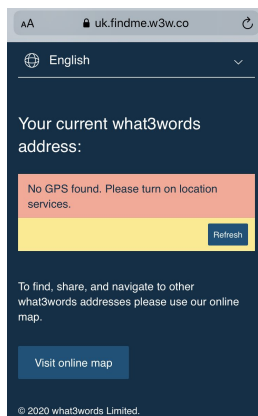 AA uk.findme.w3w.co
English
Your current what3words
address:
No GPS found. Please turn on location
services.
Refresh
To find, share, and navigate to other
what3words addresses please use our online
map.
Visit online map
© 2020 what3words Limited.